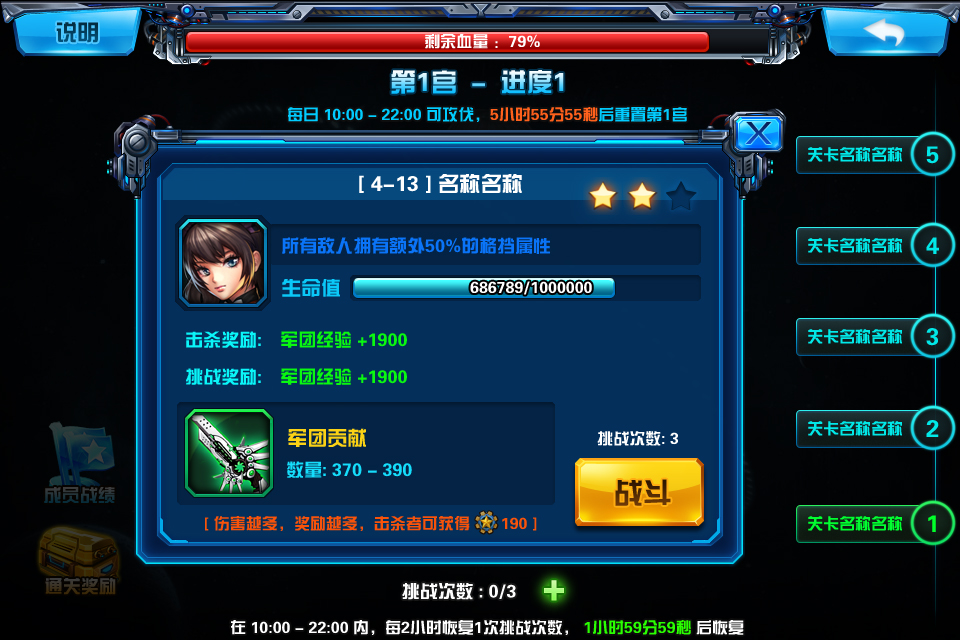 说明
剩余血量：79%
第1宫 - 进度1
每日 10:00 - 22:00 可攻伐，5小时55分55秒后重置第1宫
[ 4-13 ] 名称名称
所有敌人拥有额外50%的格挡属性
生命值 686789/1000000
击杀奖励: 军团经验 +1900
挑战奖励: 军团经验 +1900
军团贡献
数量: 370 - 390
挑战次数: 3
战斗
[ 伤害越多，奖励越多，击杀者可获得 190 ]
关卡名称名称 5
关卡名称名称 4
关卡名称名称 3
关卡名称名称 2
关卡名称名称 1
成员战绩
通关奖励
挑战次数 : 0/3
在 10:00 - 22:00 内，每2小时恢复1次挑战次数， 1小时59分59秒 后恢复